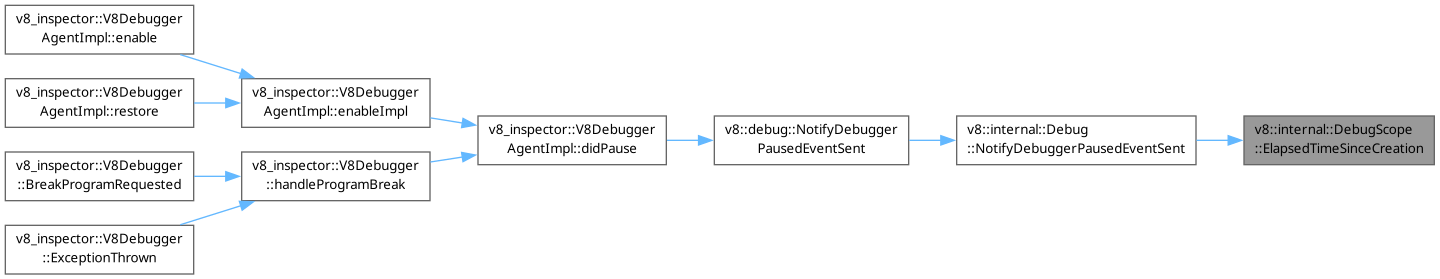 v8_inspector::V8Debugger
AgentImpl::enable
v8_inspector::V8Debugger
AgentImpl::restore
v8_inspector::V8Debugger
::BreakProgramRequested
v8_inspector::V8Debugger
::ExceptionThrown
v8_inspector::V8Debugger
AgentImpl::enableImpl
v8_inspector::V8Debugger
::handleProgramBreak
v8_inspector::V8Debugger
AgentImpl::didPause
v8::debug::NotifyDebugger
PausedEventSent
v8::internal::Debug
::NotifyDebuggerPausedEventSent
v8::internal::DebugScope
::ElapsedTimeSinceCreation